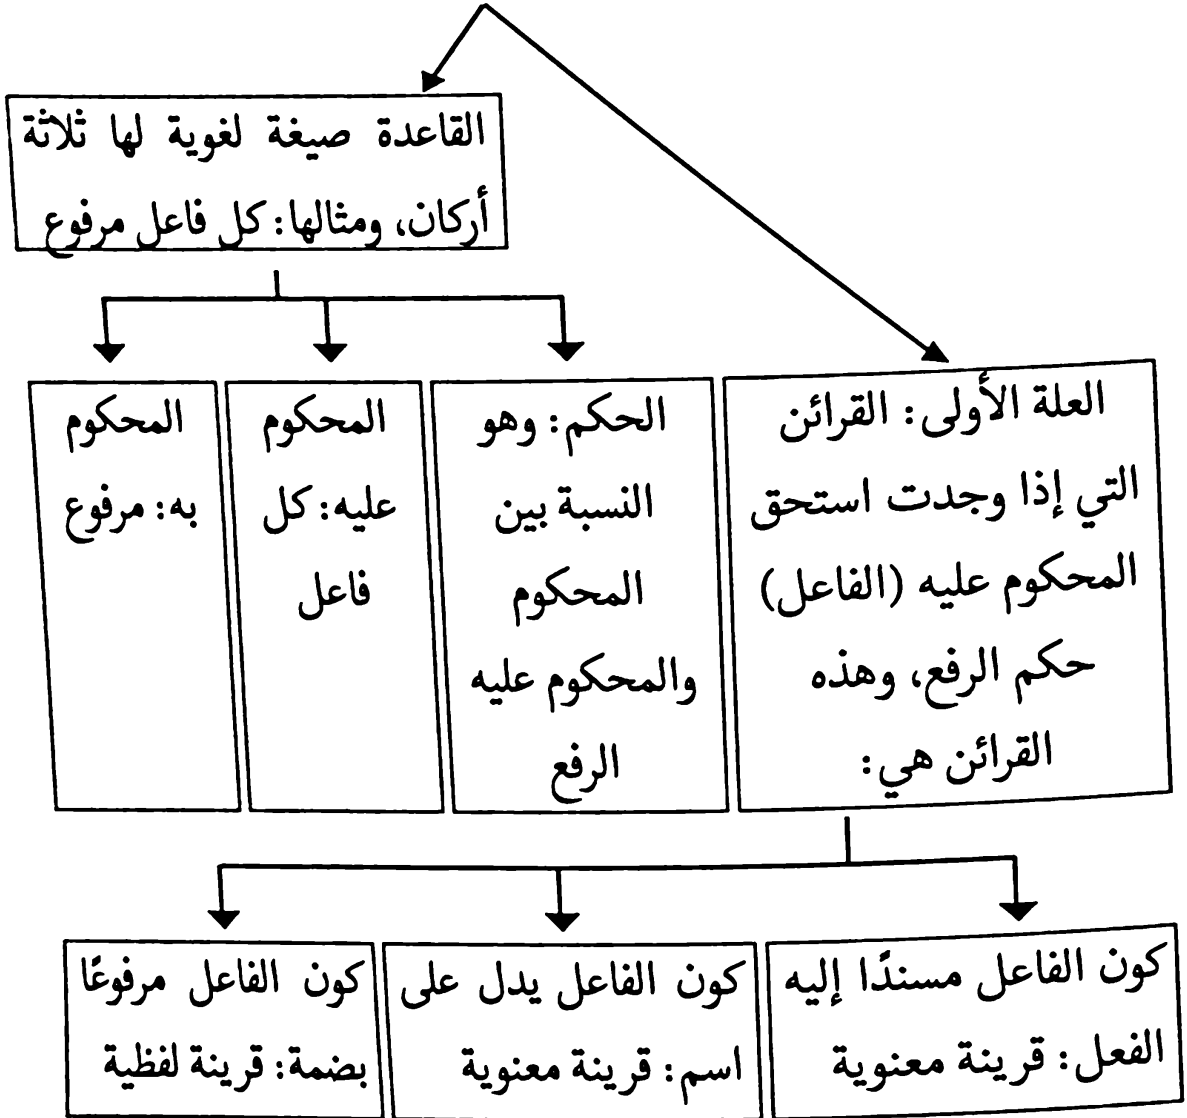 القاعدة صيغة لغوية لها ثلاثة
أركان، ومثالها: كل فاعل مرفوع
العلة الأولى: القرائن
التي إذا وجدت استحق
المحكوم عليه (الفاعل)
حكم الرفع، وهذه
القرائن هي:
الحكم: وهو
النسبة بين
المحكوم
والمحكوم عليه
الرفع
المحكوم
عليه: كل
فاعل
المحكوم
به: مرفوع
كون الفاعل مسندًا إليه
الفعل: قرينة معنوية
كون الفاعل يدل على
اسم: قرينة معنوية
كون الفاعل مرفوعًا
بضمة: قرينة لفظية